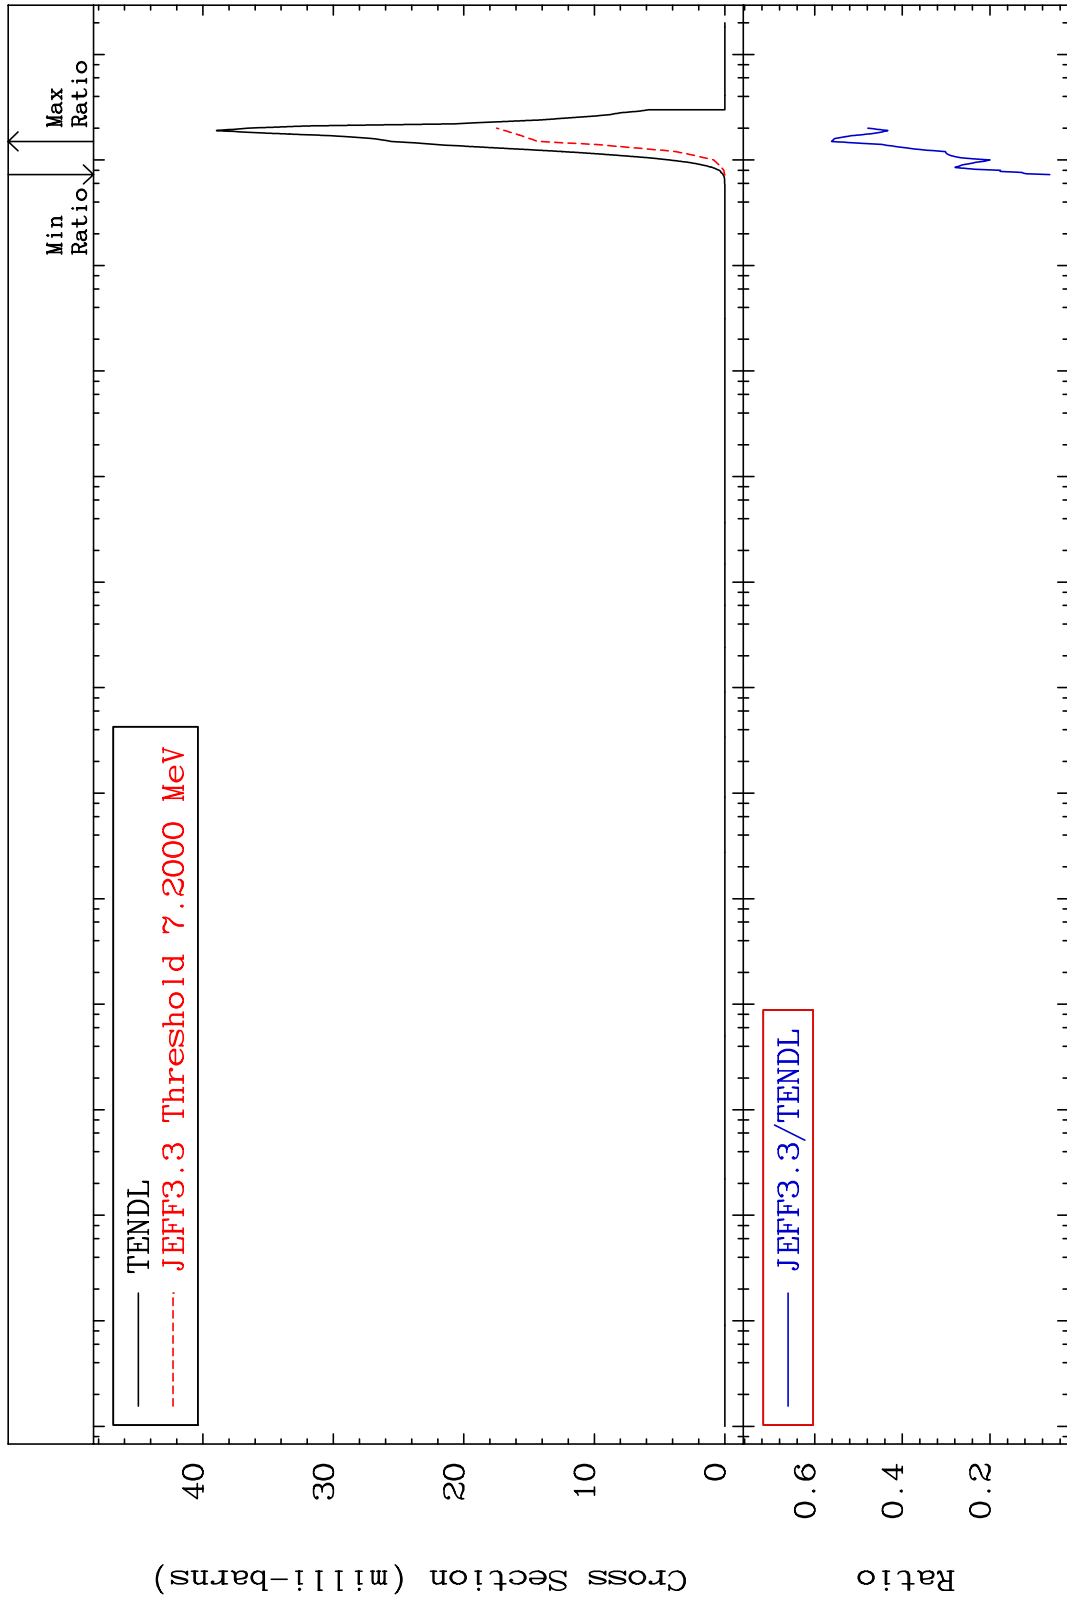 Min
Ratio
Max
Ratio
TENDL
JEFF3.3 Threshold 7.2000 MeV
40
30
20
10
0
Cross Section (milli-barns)
JEFF3.3/TENDL
0.6
0.4
0.2
Ratio